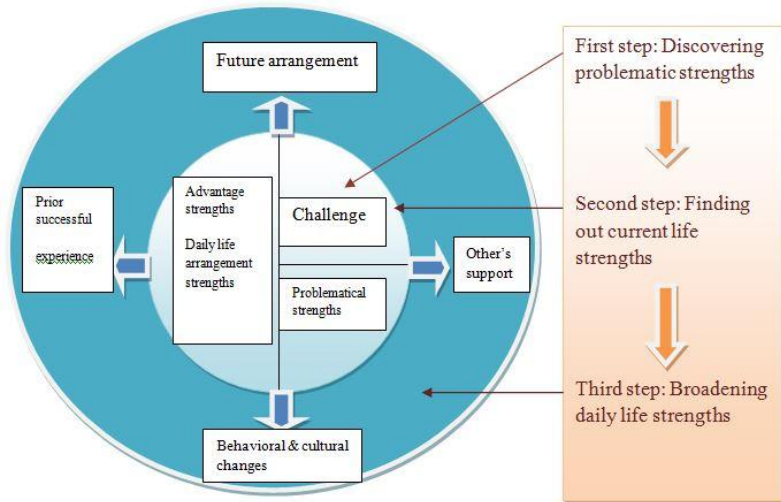 Future arrangement
Prior
successful
experience
Advantage
strengths
Daily life
arrangement
strengths
Challenge
Problematical
strengths
Other's
support
Behavioral & cultural
changes
First step: Discovering
problematic strengths
Second step: Finding
out current life
strengths
Third step: Broadening
daily life strengths